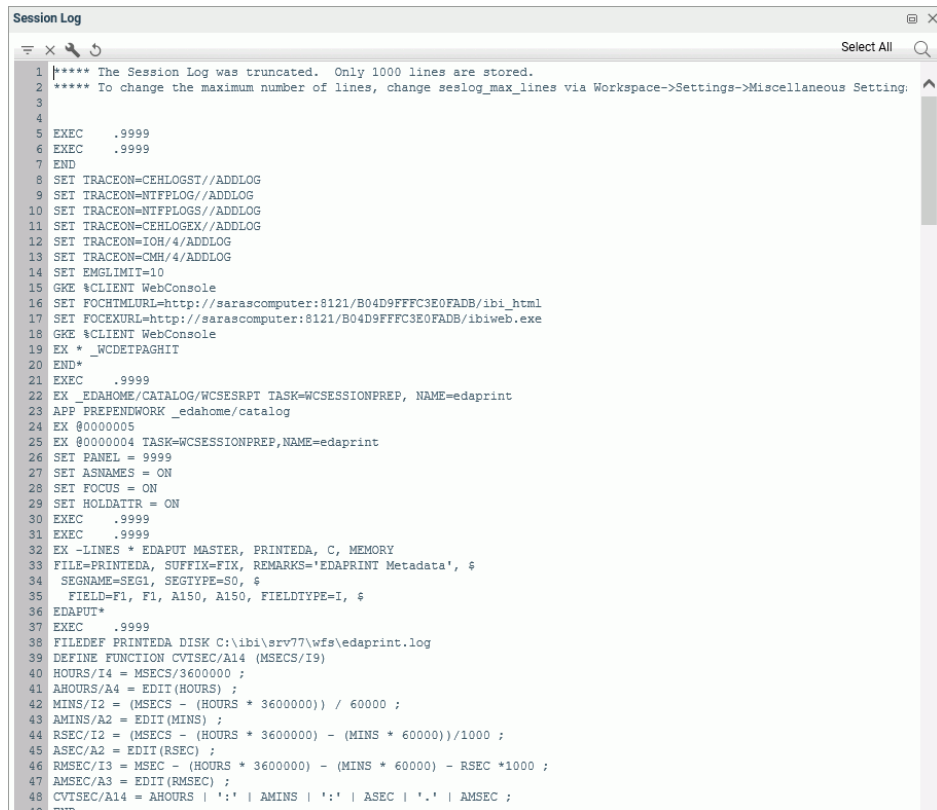 Session Log
Select All
1 ***** The Session Log was truncated.  Only 1000 lines are stored.
2 ***** To change the maximum number of lines, change seslog_max_lines via Workspace->Settings->Miscellaneous Setting
3
4
5 EXEC    .9999
6 EXEC    .9999
7 END
8 SET TRACEON=CEHLOGST//ADDLOG
9 SET TRACEON=NTFPLOG//ADDLOG
10 SET TRACEON=NTFPLOGS//ADDLOG
11 SET TRACEON=CEHLOGEX//ADDLOG
12 SET TRACEON=IOH/4/ADDLOG
13 SET TRACEON=CMH/4/ADDLOG
14 SET EMGLIMIT=10
15 GKE %CLIENT WebConsole
16 SET FOCHTMLURL=http://sarascomputer:8121/B04D9FFFC3E0FADB/ibi_html
17 SET FOCEXURL=http://sarascomputer:8121/B04D9FFFC3E0FADB/ibiweb.exe
18 GKE %CLIENT WebConsole
19 EX * _WCDETPAGHIT
20 END*
21 EXEC    .9999
22 EX _EDAHOME/CATALOG/WCSESRPT TASK=WCSESSIONPREP, NAME=edaprint
23 APP PREPENDWORK _edahome/catalog
24 EX @0000005
25 EX @0000004 TASK=WCSESSIONPREP,NAME=edaprint
26 SET PANEL = 9999
27 SET ASNAMES = ON
28 SET FOCUS = ON
29 SET HOLDATTR = ON
30 EXEC    .9999
31 EXEC    .9999
32 EX -LINES * EDAPUT MASTER, PRINTEDA, C, MEMORY
33 FILE=PRINTEDA, SUFFIX=FIX, REMARKS='EDAPRINT Metadata', $
34  SEGNAME=SEG1, SEGTYPE=S0, $
35   FIELD=F1, F1, A150, A150, FIELDTYPE=I, $
36 EDAPUT*
37 EXEC    .9999
38 FILEDEF PRINTEDA DISK C:\ibi\srv77\wfs\edaprint.log
39 DEFINE FUNCTION CVTSEC/A14 (MSECS/I9)
40 HOURS/I4 = MSECS/3600000 ;
41 AHOURS/A4 = EDIT(HOURS) ;
42 MINS/I2 = (MSECS - (HOURS * 3600000)) / 60000 ;
43 AMINS/A2 = EDIT(MINS) ;
44 RSEC/I2 = (MSECS - (HOURS * 3600000) - (MINS * 60000))/1000 ;
45 ASEC/A2 = EDIT(RSEC) ;
46 RMSEC/I3 = MSEC - (HOURS * 3600000) - (MINS * 60000) - RSEC *1000 ;
47 AMSEC/A3 = EDIT(RMSEC) ;
48 CVTSEC/A14 = AHOURS | ':' | AMINS | ':' | ASEC | '.' | AMSEC ;